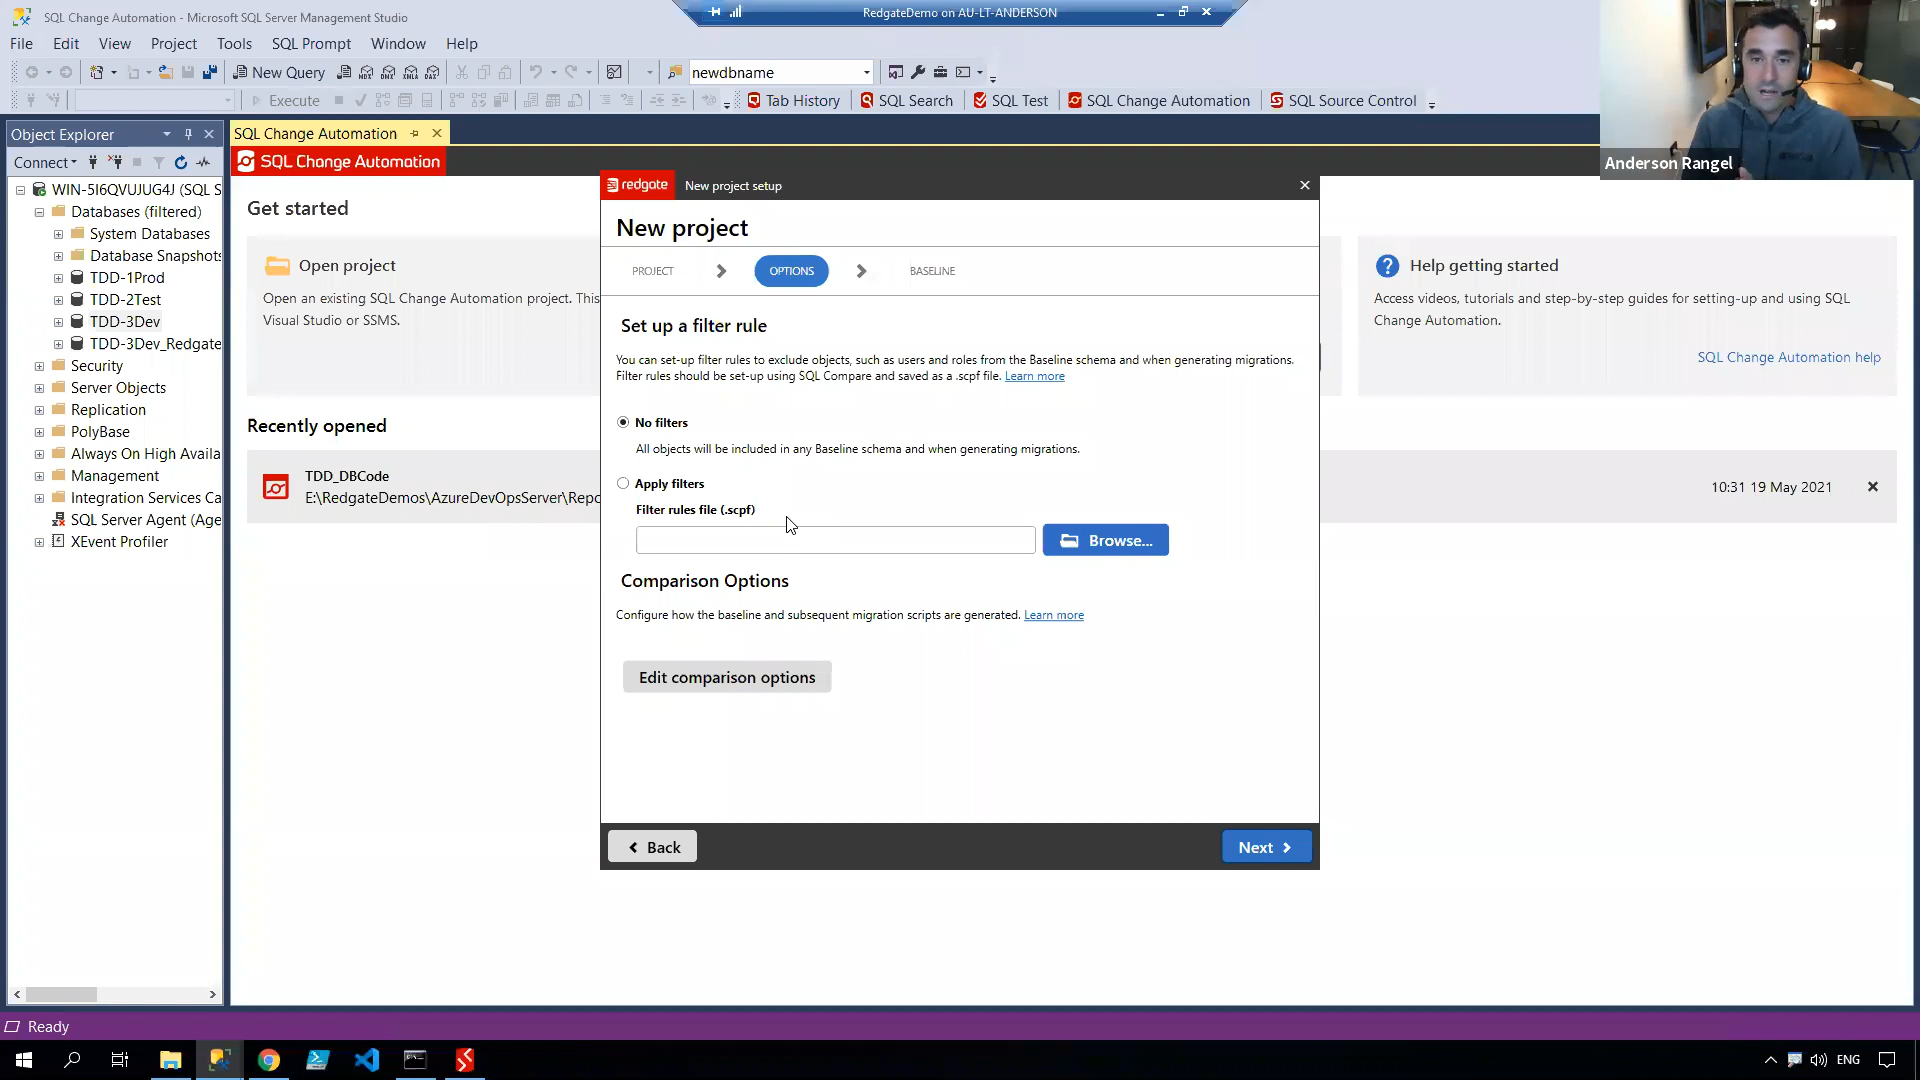 SQL Change Automation - Microsoft SQL Server Management Studio
RedgateDemo on AU-LT-ANDERSON
File Edit View Project Tools SQL Prompt Window Help
New Query
newdbname
Execute
Tab History
SQL Search
SQL Test
SQL Change Automation
SQL Source Control
Anderson Rangel
Object Explorer
Connect
WIN-5I6QVUJUG4J (SQL S
Databases (filtered)
System Databases
Database Snapshots
TDD-1Prod
TDD-2Test
TDD-3Dev
TDD-3Dev_Redgate
Security
Server Objects
Replication
PolyBase
Always On High Availa
Management
Integration Services Ca
SQL Server Agent (Age
XEvent Profiler
SQL Change Automation
SQL Change Automation
Get started
Open project
Open an existing SQL Change Automation project. This
Visual Studio or SSMS.
Recently opened
TDD_DBCode
E:\RedgateDemos\AzureDevOpsServer\Repo
10:31 19 May 2021
Help getting started
Access videos, tutorials and step-by-step guides for setting-up and using SQL
Change Automation.
SQL Change Automation help
redgate
New project setup
New project
PROJECT
OPTIONS
BASELINE
Set up a filter rule
You can set-up filter rules to exclude objects, such as users and roles from the Baseline schema and when generating migrations.
Filter rules should be set-up using SQL Compare and saved as a .scpf file. Learn more
No filters
All objects will be included in any Baseline schema and when generating migrations.
Apply filters
Filter rules file (.scpf)
Browse...
Comparison Options
Configure how the baseline and subsequent migration scripts are generated. Learn more
Edit comparison options
Back
Next
Ready
ENG